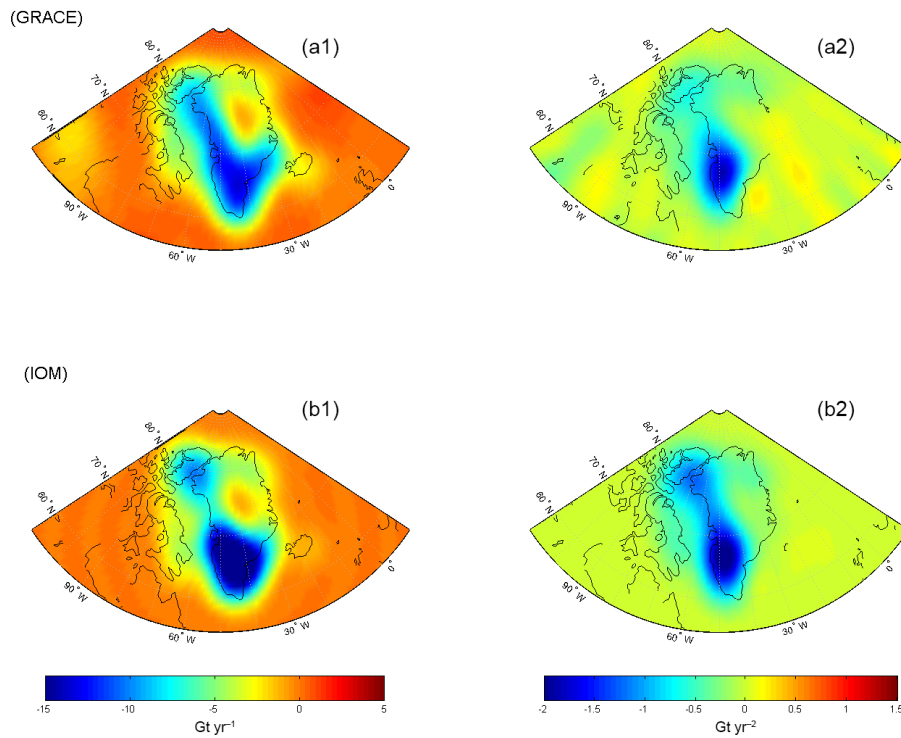 (GRACE)
(a1)
(a2)
80° N
70° N
60° N
90° W
60° W
30° W
0°
80° N
70° N
60° N
90° W
60° W
30° W
0°
(IOM)
(b1)
(b2)
80° N
70° N
60° N
90° W
60° W
30° W
0°
80° N
70° N
60° N
90° W
60° W
30° W
0°
-15 -10 -5 0 5
Gt yr⁻¹
-2 -1.5 -1 -0.5 0 0.5 1 1.5
Gt yr⁻²